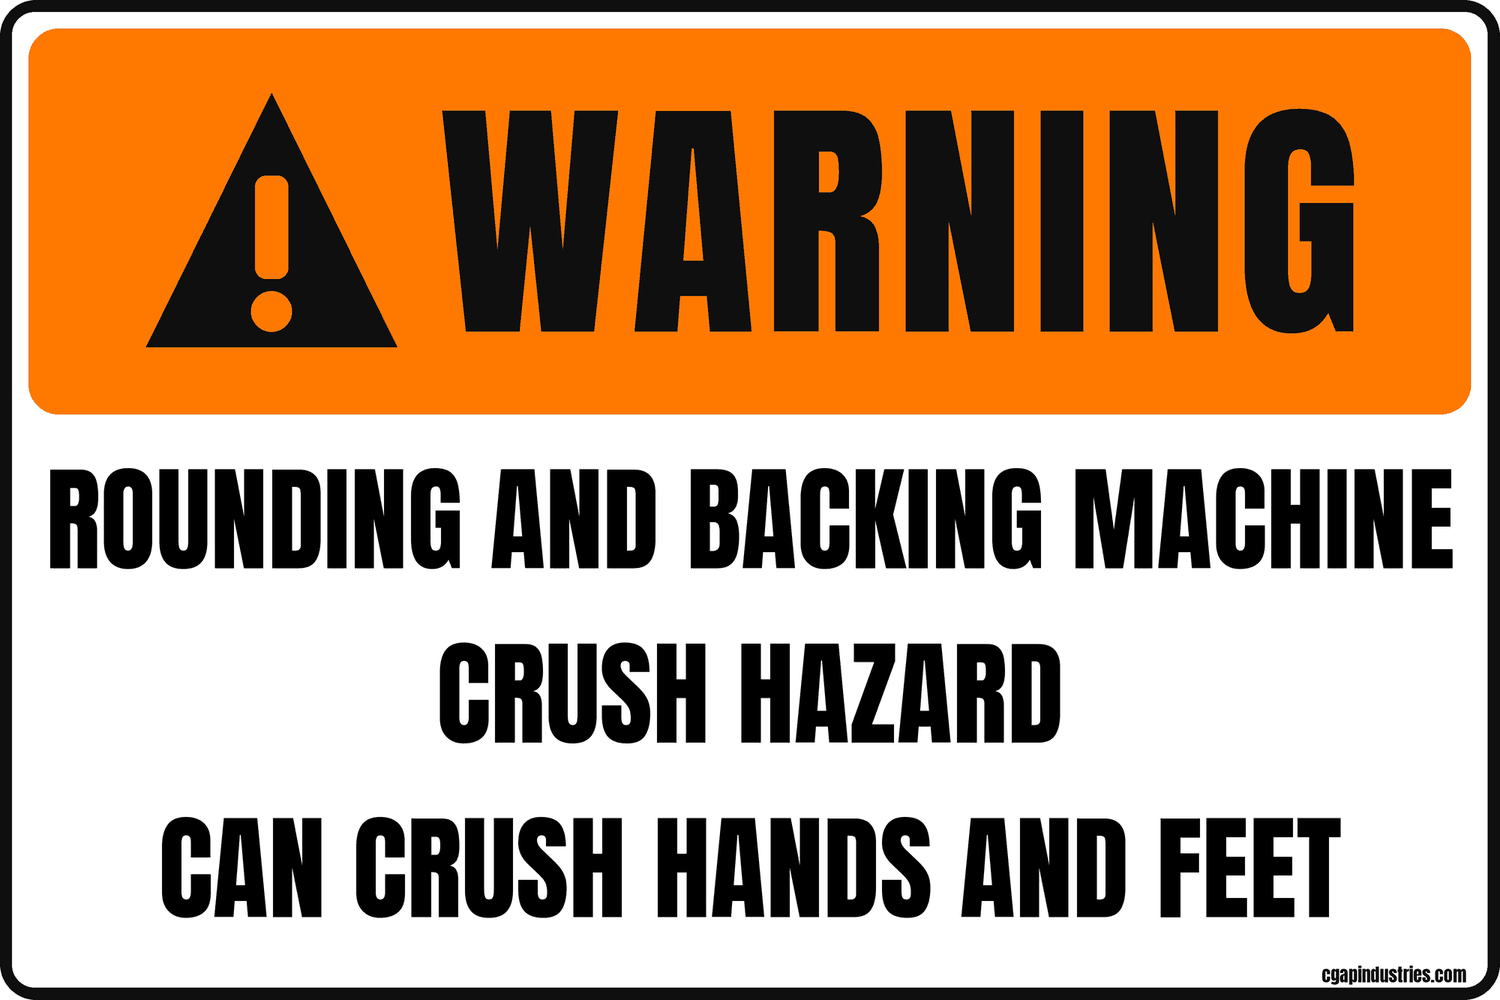 WARNING
ROUNDING AND BACKING MACHINE
CRUSH HAZARD
CAN CRUSH HANDS AND FEET
cgapindustries.com